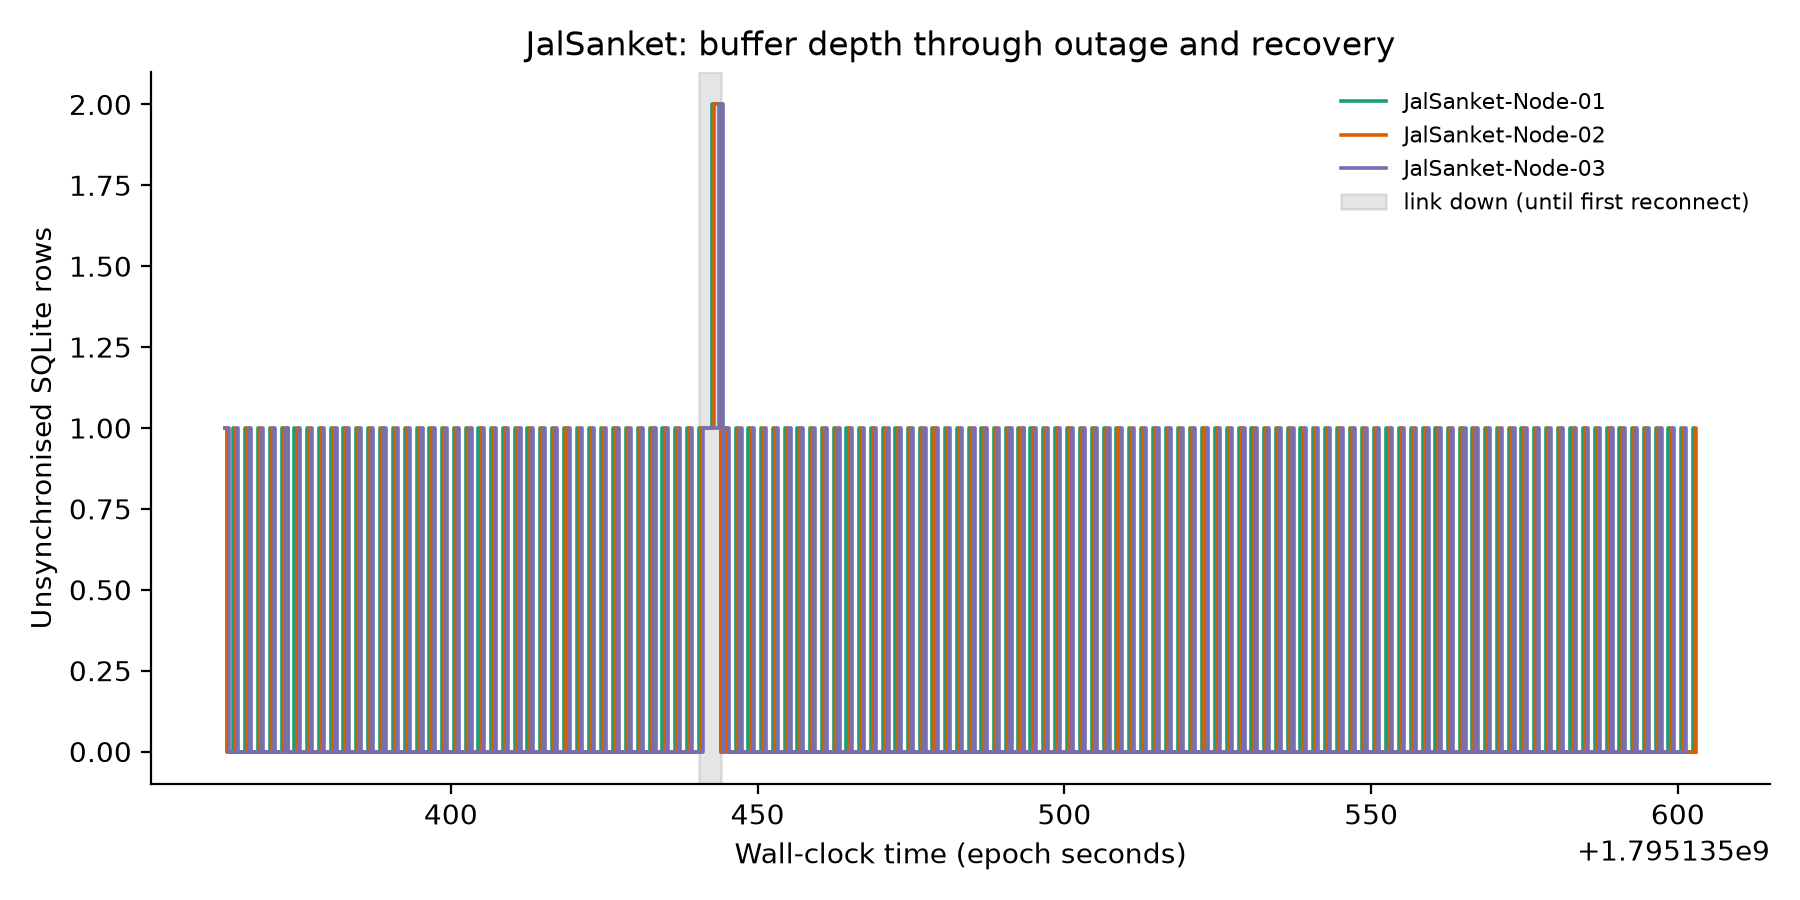 JalSanket: buffer depth through outage and recovery
JalSanket-Node-01
JalSanket-Node-02
JalSanket-Node-03
link down (until first reconnect)
Unsynchronised SQLite rows
2.00
1.75
1.50
1.25
1.00
0.75
0.50
0.25
0.00
400 450 500 550 600
+1.795135e9
Wall-clock time (epoch seconds)